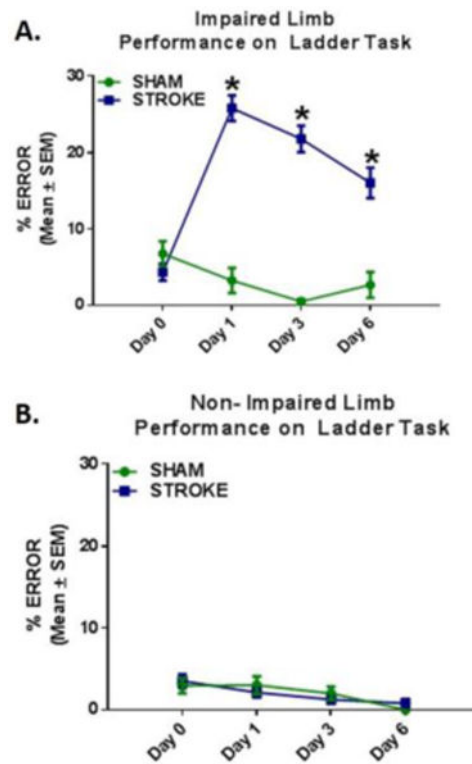 A.
Impaired Limb
Performance on Ladder Task
SHAM
STROKE
*
*
*
30
20
10
0
% ERROR
(Mean ± SEM)
Day 0
Day 1
Day 3
Day 6
B.
Non- Impaired Limb
Performance on Ladder Task
SHAM
STROKE
30
20
10
0
% ERROR
(Mean ± SEM)
Day 0
Day 1
Day 3
Day 6